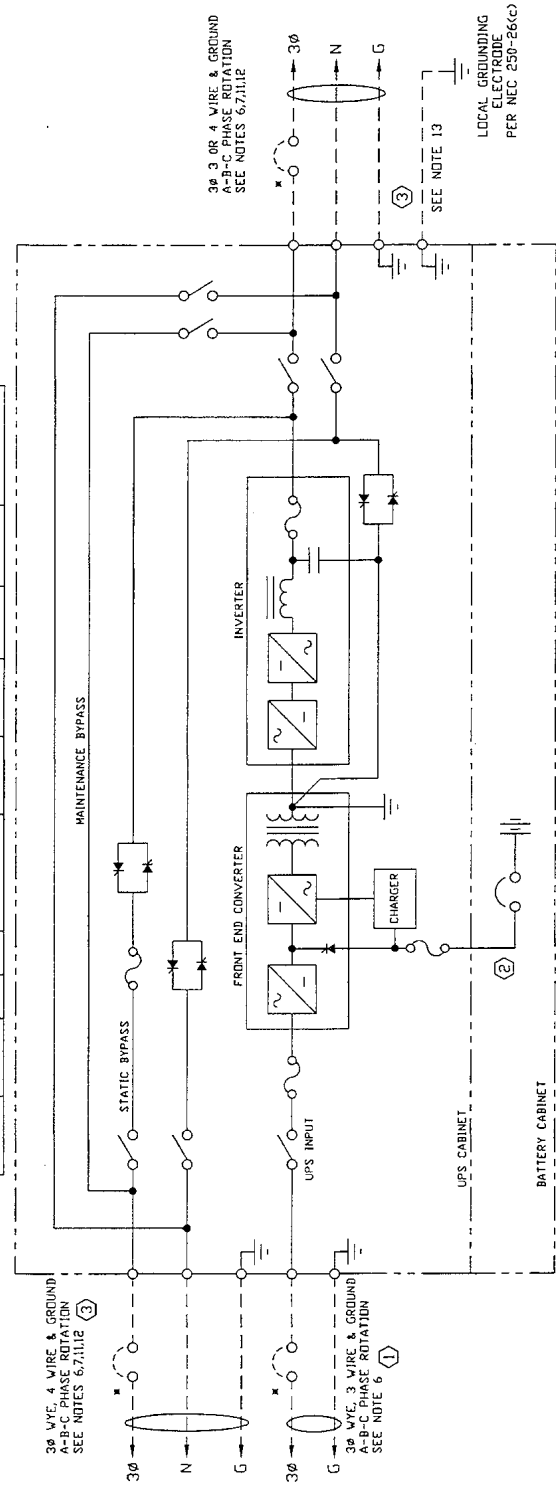 3Ø WYE, 4 WIRE & GROUND
A-B-C PHASE ROTATION
SEE NOTES 6,7,11,12
3
3Ø
N
G
*
3Ø
G
*
3Ø WYE, 3 WIRE & GROUND
A-B-C PHASE ROTATION
SEE NOTE 6
1
MAINTENANCE BYPASS
STATIC BYPASS
UPS INPUT
FRONT END CONVERTER
CHARGER
INVERTER
2
UPS CABINET
BATTERY CABINET
3Ø 3 OR 4 WIRE & GROUND
A-B-C PHASE ROTATION
SEE NOTES 6,7,11,12
*
3Ø
N
G
3
SEE NOTE 13
LOCAL GROUNDING
ELECTRODE
PER NEC 250-26(c)